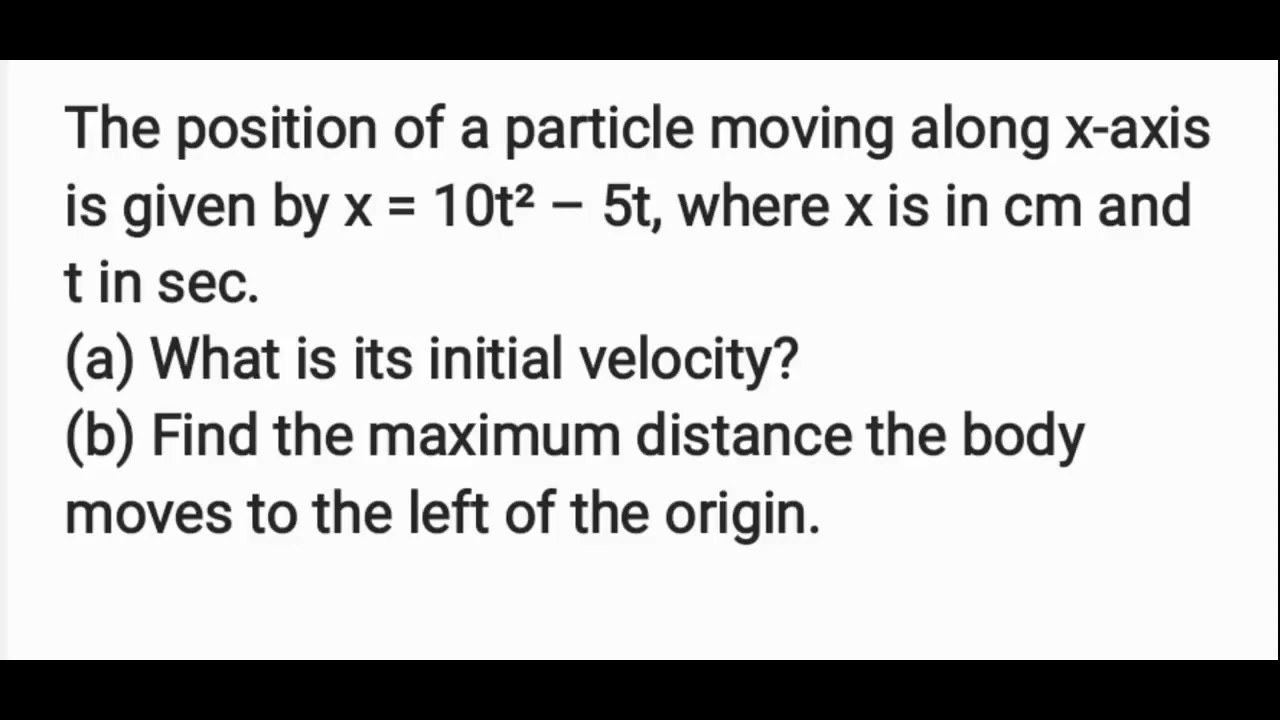 The position of a particle moving along x-axis
is given by x = 10t² – 5t, where x is in cm and
t in sec.
(a) What is its initial velocity?
(b) Find the maximum distance the body
moves to the left of the origin.